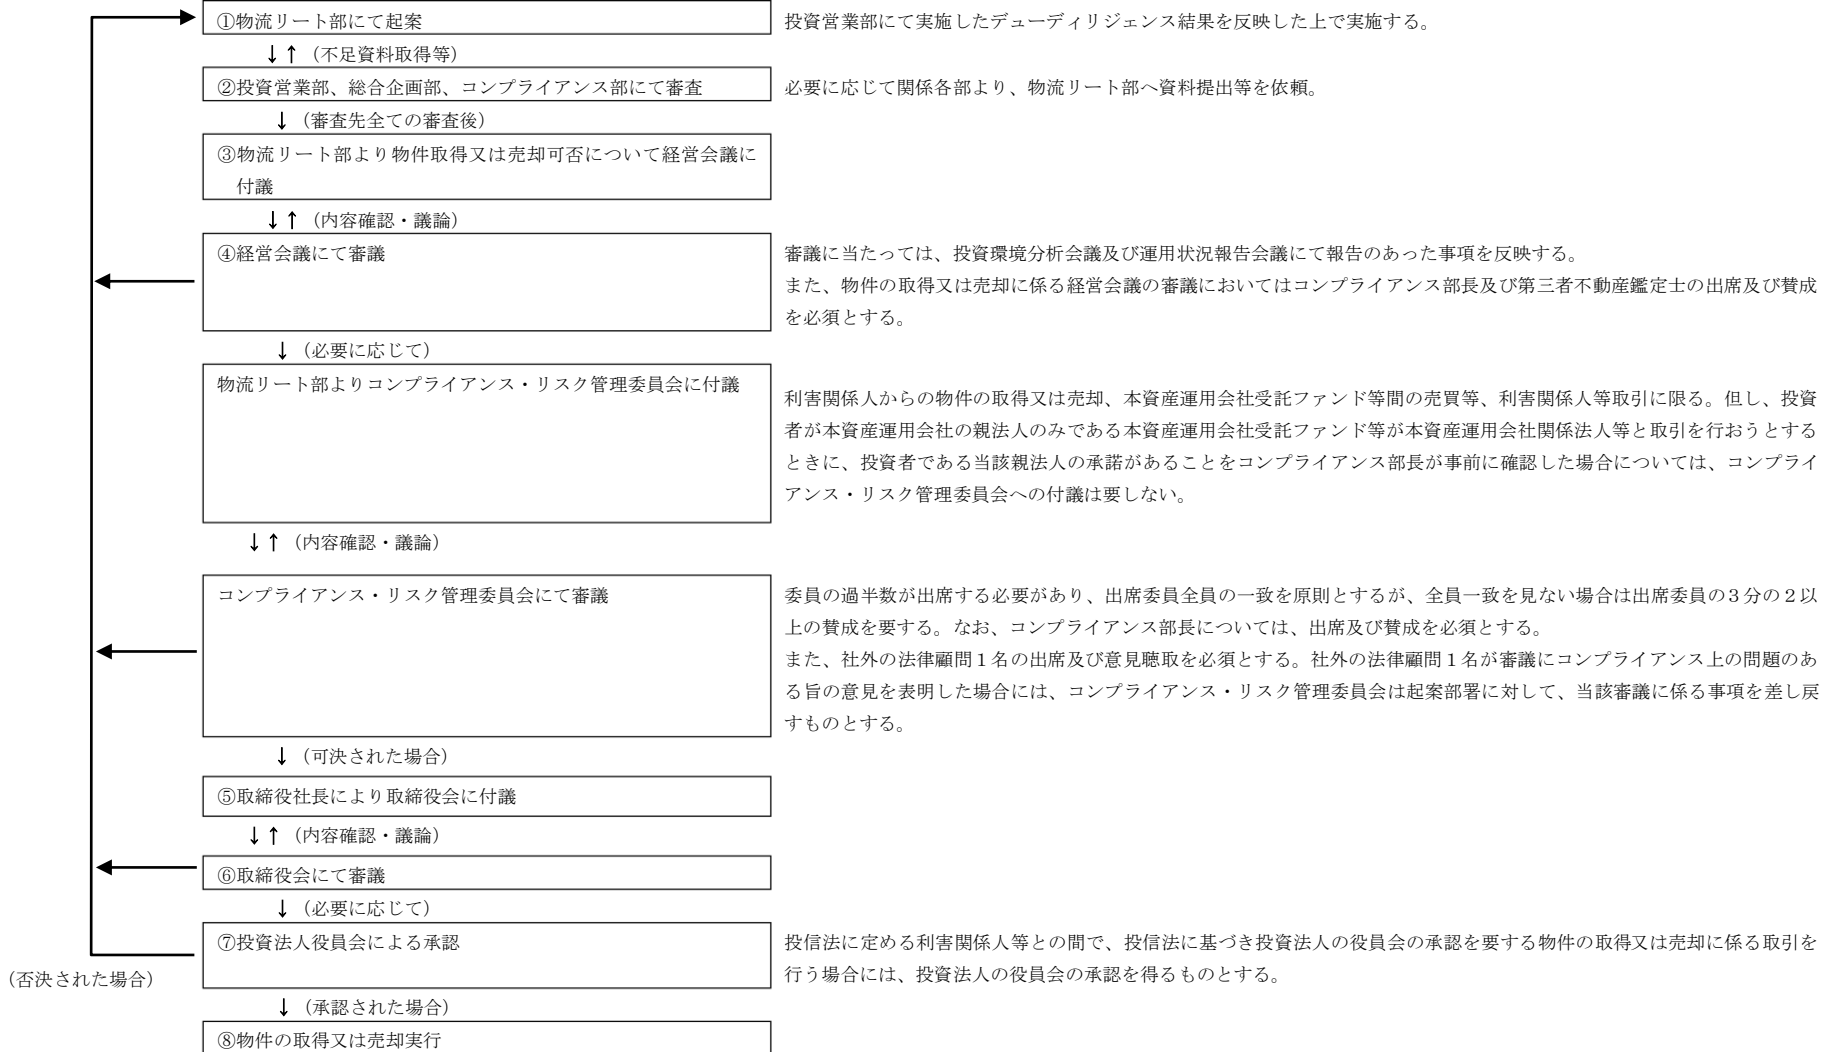 ①物流リート部にて起案
投資営業部にて実施したデューディリジェンス結果を反映した上で実施する。
↓↑（不足資料取得等）
②投資営業部、総合企画部、コンプライアンス部にて審査
必要に応じて関係各部より、物流リート部へ資料提出等を依頼。
↓（審査先全ての審査後）
③物流リート部より物件取得又は売却可否について経営会議に
付議
↓↑（内容確認・議論）
④経営会議にて審議
審議に当たっては、投資環境分析会議及び運用状況報告会議にて報告のあった事項を反映する。
また、物件の取得又は売却に係る経営会議の審議においてはコンプライアンス部長及び第三者不動産鑑定士の出席及び賛成
を必須とする。
↓（必要に応じて）
物流リート部よりコンプライアンス・リスク管理委員会に付議
利害関係人からの物件の取得又は売却、本資産運用会社受託ファンド等間の売買等、利害関係人等取引に限る。但し、投資
者が本資産運用会社の親法人のみである本資産運用会社受託ファンド等が本資産運用会社関係法人等と取引を行おうとする
ときに、投資者である当該親法人の承諾があることをコンプライアンス部長が事前に確認した場合については、コンプライ
アンス・リスク管理委員会への付議は要しない。
↓↑（内容確認・議論）
コンプライアンス・リスク管理委員会にて審議
委員の過半数が出席する必要があり、出席委員全員の一致を原則とするが、全員一致を見ない場合は出席委員の３分の２以
上の賛成を要する。なお、コンプライアンス部長については、出席及び賛成を必須とする。
また、社外の法律顧問１名の出席及び意見聴取を必須とする。社外の法律顧問１名が審議にコンプライアンス上の問題のあ
る旨の意見を表明した場合には、コンプライアンス・リスク管理委員会は起案部署に対して、当該審議に係る事項を差し戻
すものとする。
↓（可決された場合）
⑤取締役社長により取締役会に付議
↓↑（内容確認・議論）
⑥取締役会にて審議
↓（必要に応じて）
⑦投資法人役員会による承認
投信法に定める利害関係人等との間で、投信法に基づき投資法人の役員会の承認を要する物件の取得又は売却に係る取引を
行う場合には、投資法人の役員会の承認を得るものとする。
（否決された場合）
↓（承認された場合）
⑧物件の取得又は売却実行